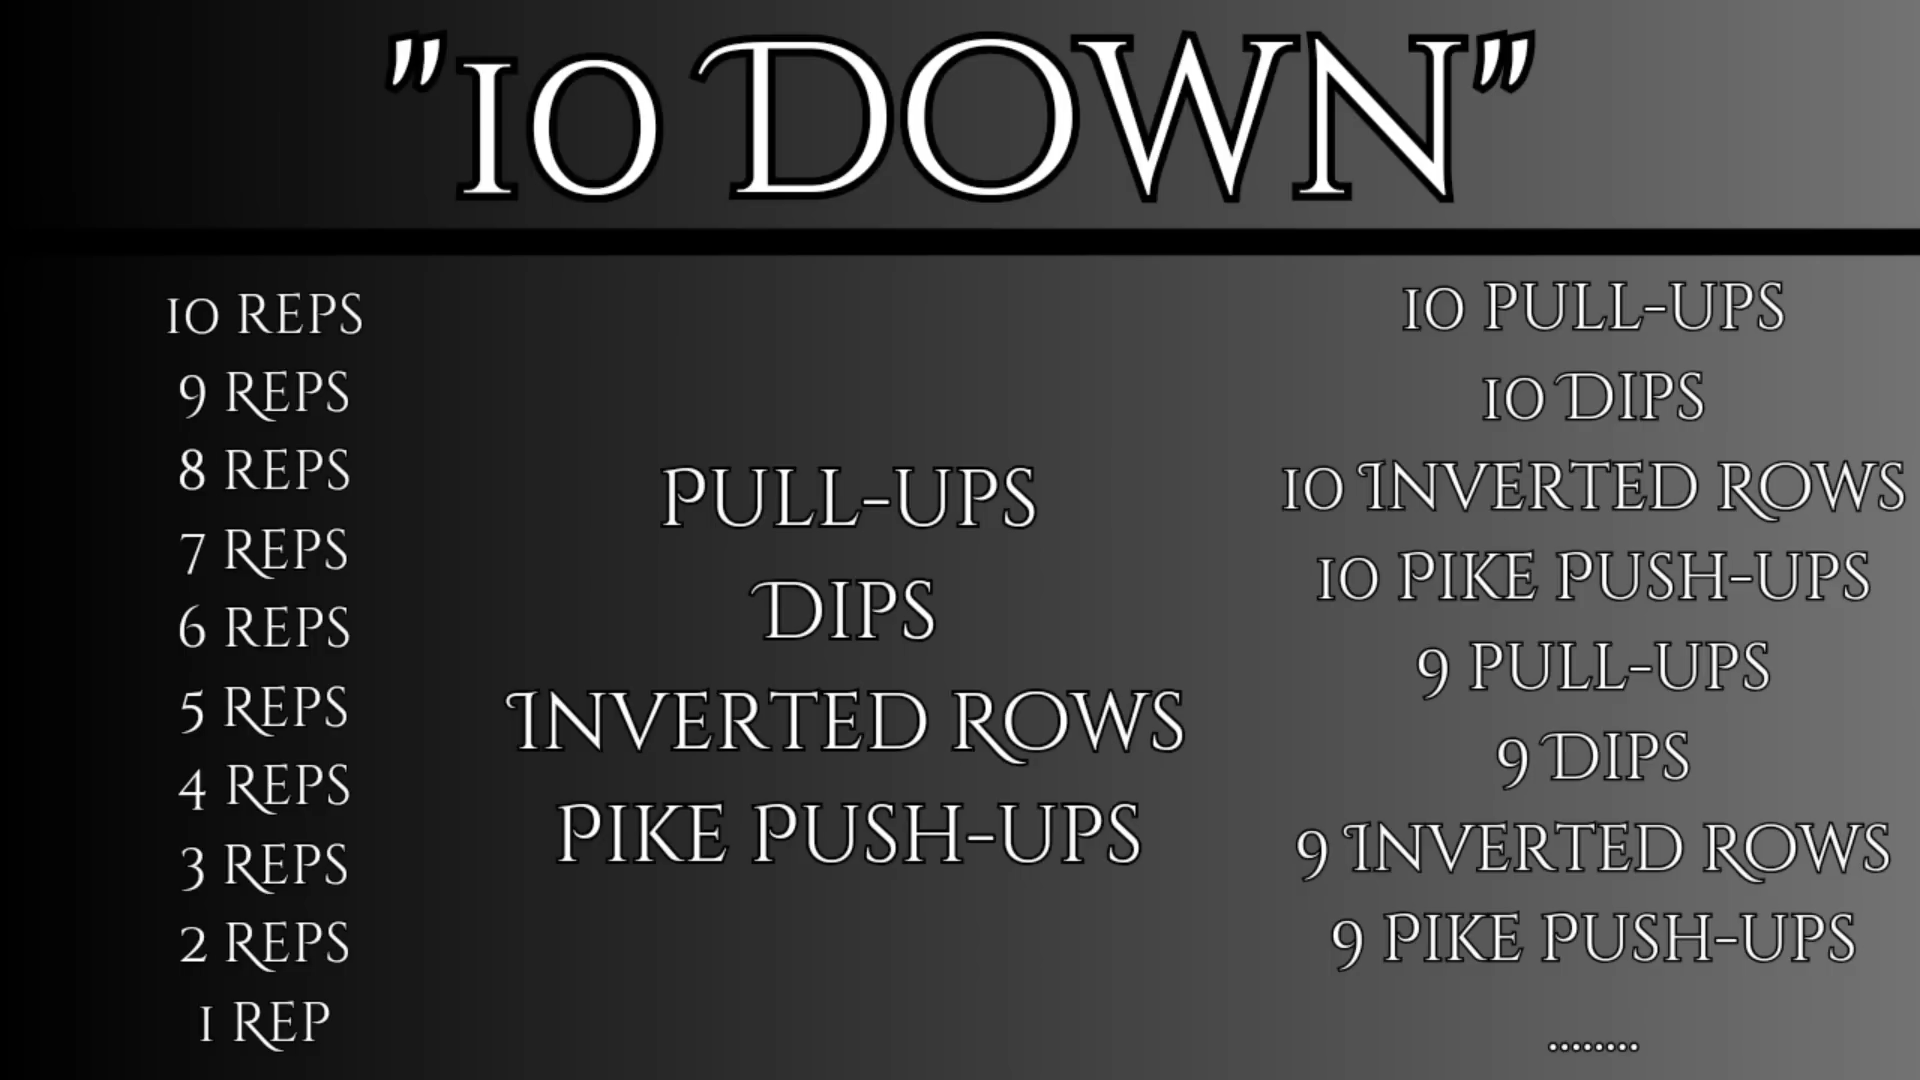 "10 DOWN"
10 REPS
9 REPS
8 REPS
7 REPS
6 REPS
5 REPS
4 REPS
3 REPS
2 REPS
1 REP
PULL-UPS
DIPS
INVERTED ROWS
PIKE PUSH-UPS
10 PULL-UPS
10 DIPS
10 INVERTED ROWS
10 PIKE PUSH-UPS
9 PULL-UPS
9 DIPS
9 INVERTED ROWS
9 PIKE PUSH-UPS
........